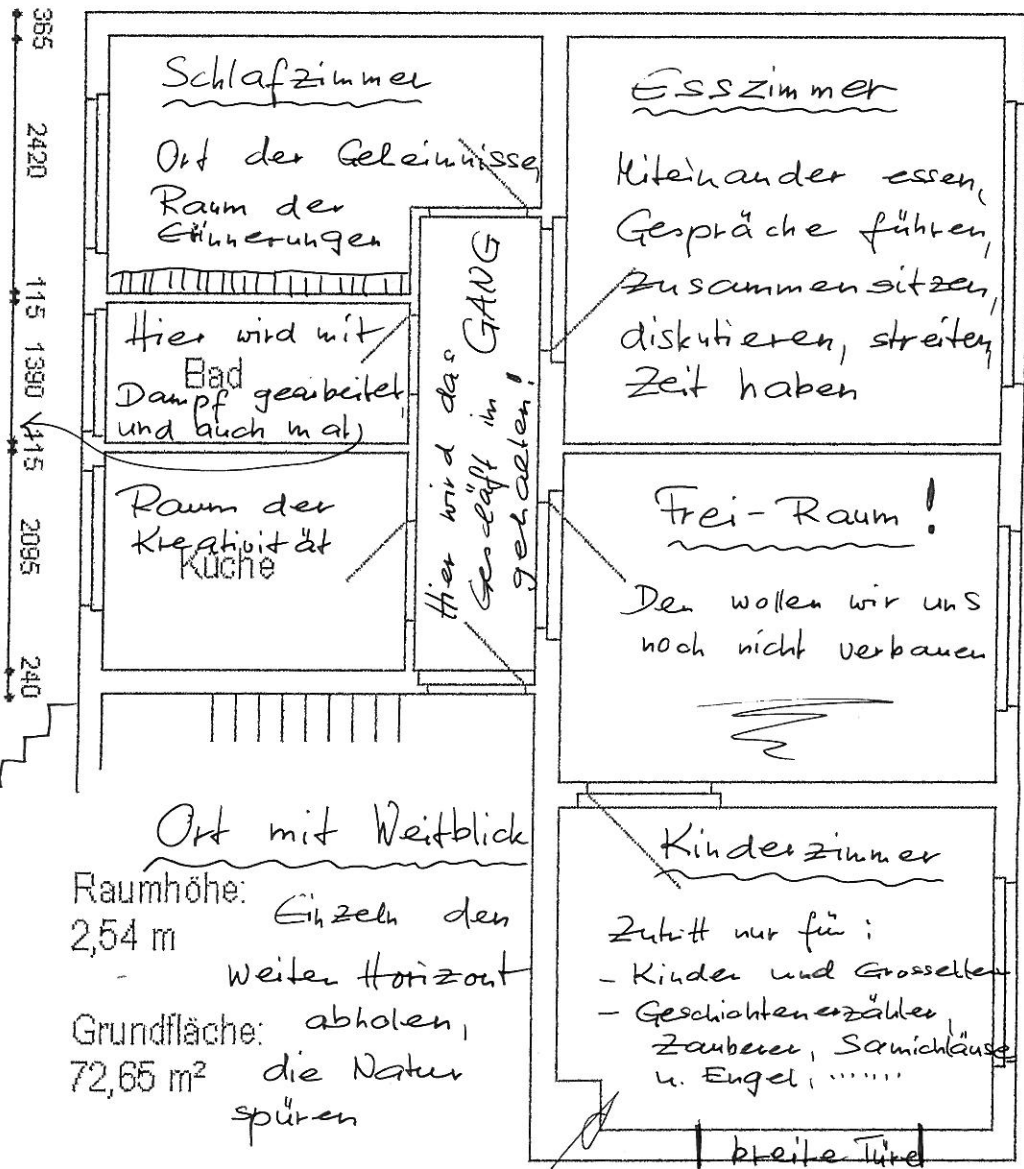 365
2420
115
1390
115
2095
240
Schlafzimmer
Ort der Geheimnisse,
Raum der
Erinnerungen
Hier wird mit
Bad
Dampf gearbeitet
und auch mal
Raum der
Kreativität
Küche
Hier wird das
Geschäft im GANG
gehalten!
Esszimmer
Miteinander essen,
Gespräche führen,
Zusammensitzen,
diskutieren, streiten,
Zeit haben
Frei-Raum!
Den wollen wir uns
noch nicht verbauen
Ort mit Weitblick
Raumhöhe:
2,54 m
Einzeln den
weiten Horizont
abholen,
die Natur
spüren
Grundfläche:
72,65 m²
Kinderzimmer
Zutritt nur für:
- Kinder und Grosselter
- Geschichtenerzähler,
Zauberer, Samichläuse
u. Engel, .......
breite Türe